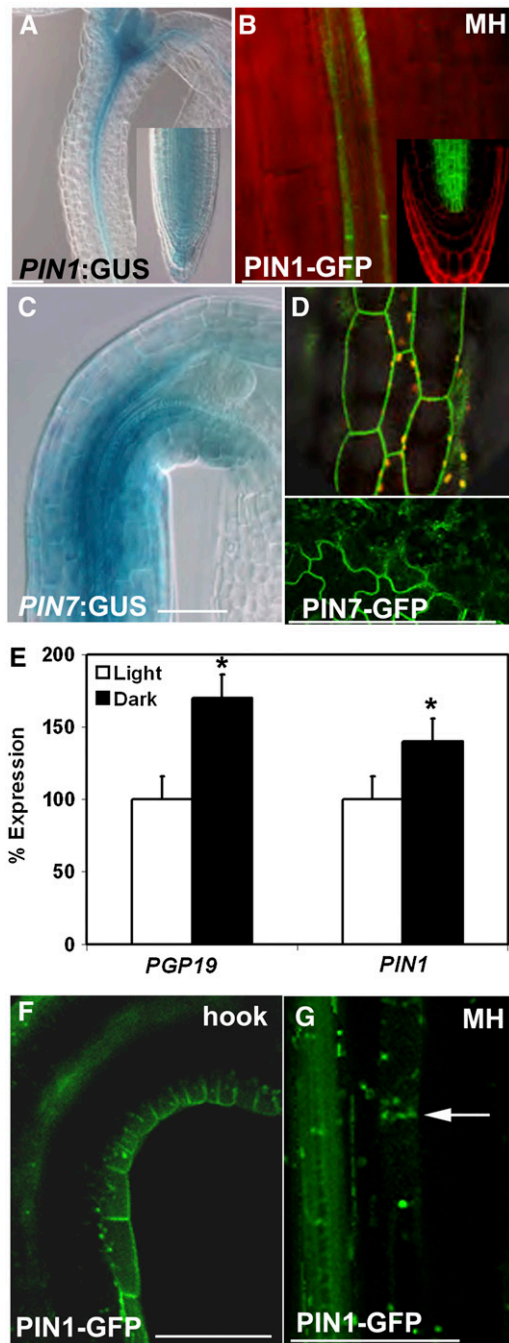 A
PIN1:GUS
B
MH
PIN1-GFP
C
PIN7:GUS
D
PIN7-GFP
E
200
150
100
50
0
% Expression
Light
Dark
*
*
PGP19
PIN1
F
hook
PIN1-GFP
G
MH
PIN1-GFP